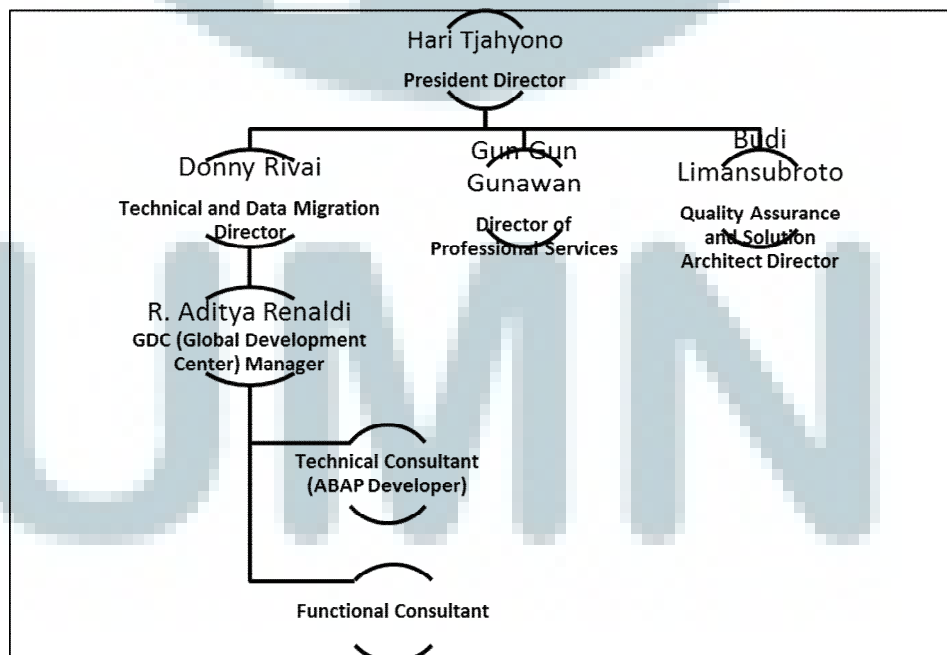 Hari Tjahyono
President Director
Donny Rivai
Technical and Data Migration
Director
Gun Gun
Gunawan
Director of
Professional Services
Budi
Limansubroto
Quality Assurance
and Solution
Architect Director
R. Aditya Renaldi
GDC (Global Development
Center) Manager
Technical Consultant
(ABAP Developer)
Functional Consultant
UMN